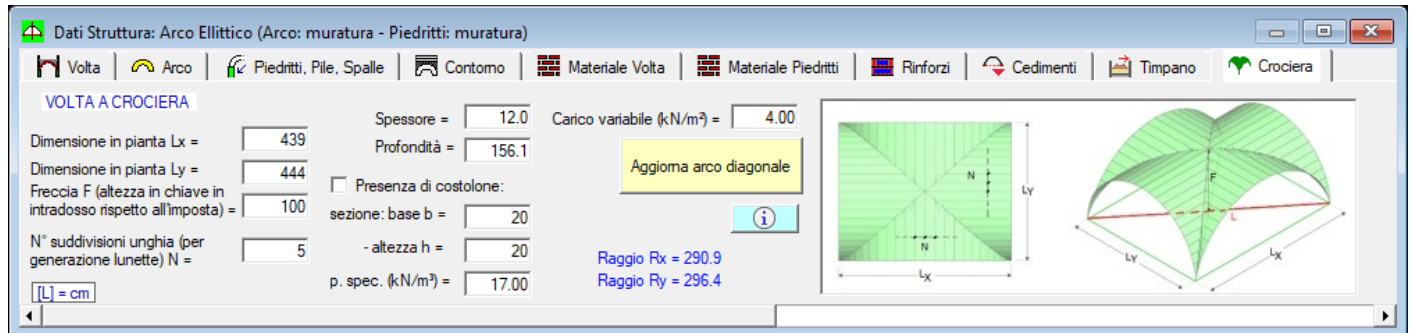 Dati Struttura: Arco Ellittico (Arco: muratura - Piedritti: muratura)
Volta Arco Piedritti, Pile, Spalle Contorno Materiale Volta Materiale Piedritti Rinforzi Cedimenti Timpano Crociera
VOLTA A CROCIERA
Dimensione in pianta Lx = 439
Dimensione in pianta Ly = 444
Freccia F (altezza in chiave in
intradosso rispetto all'imposta) = 100
N° suddivisioni unghia (per
generazione lunette) N = 5
[L] = cm
Spessore = 12.0
Profondità = 156.1
Presenza di costolone:
sezione: base b = 20
- altezza h = 20
p. spec. (kN/m³) = 17.00
Carico variabile (kN/m²) = 4.00
Aggiorna arco diagonale
i
Raggio Rx = 290.9
Raggio Ry = 296.4
N
N
LY
LX
F
L
LY
LX